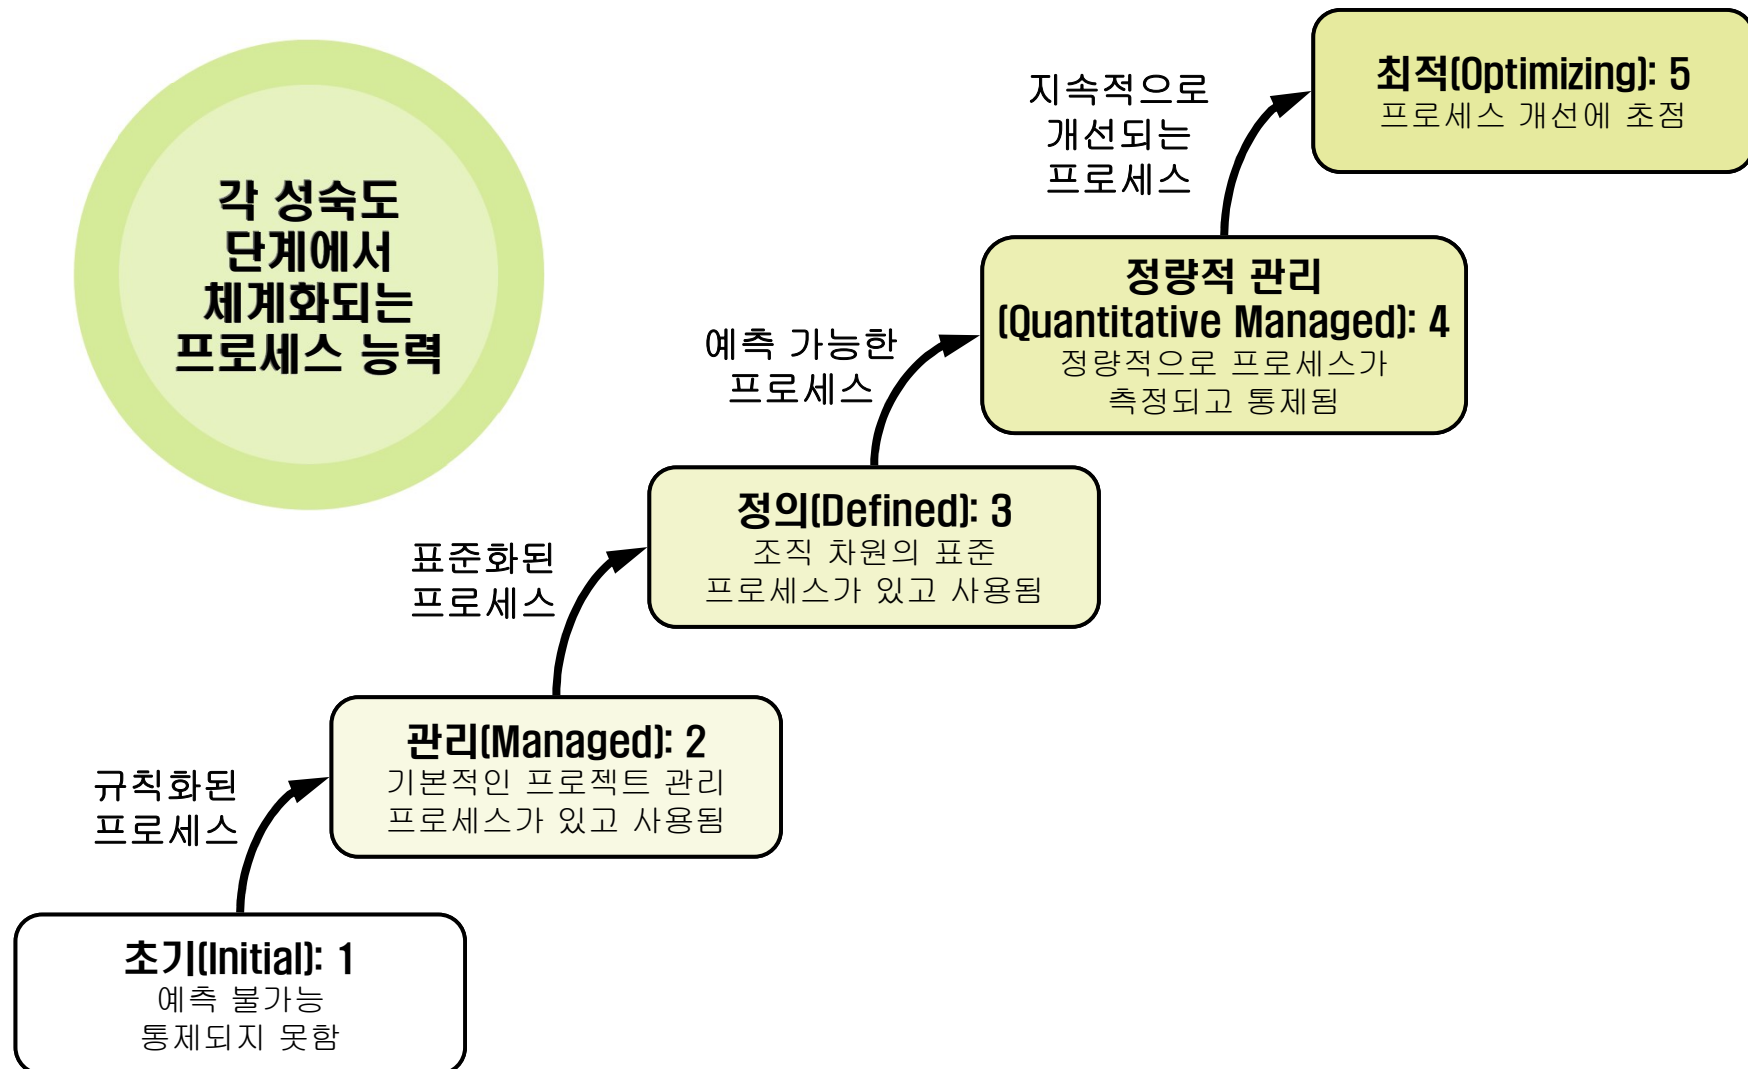 각 성숙도
단계에서
체계화되는
프로세스 능력
최적(Optimizing): 5
프로세스 개선에 초점
지속적으로
개선되는
프로세스
정량적 관리
(Quantitative Managed): 4
정량적으로 프로세스가
측정되고 통제됨
예측 가능한
프로세스
정의(Defined): 3
조직 차원의 표준
프로세스가 있고 사용됨
표준화된
프로세스
관리(Managed): 2
기본적인 프로젝트 관리
프로세스가 있고 사용됨
규칙화된
프로세스
초기(Initial): 1
예측 불가능
통제되지 못함